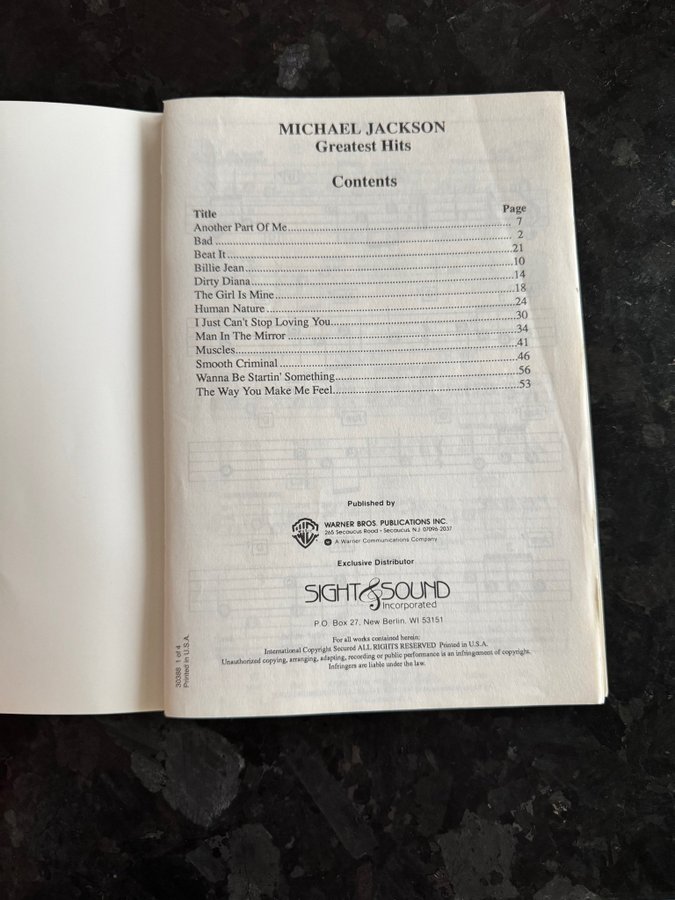 MICHAEL JACKSON
Greatest Hits
Contents
Title Page
Another Part Of Me........................................7
Bad........................................2
Beat It........................................21
Billie Jean........................................10
Dirty Diana........................................14
The Girl Is Mine........................................18
Human Nature........................................24
I Just Can't Stop Loving You........................................30
Man In The Mirror........................................34
Muscles........................................41
Smooth Criminal........................................46
Wanna Be Startin' Something........................................56
The Way You Make Me Feel........................................53
Published by
WARNER BROS. PUBLICATIONS INC.
265 Secaucus Road - Secaucus, N.J. 07096-2037
A Warner Communications Company
Exclusive Distributor
SIGHT & SOUND
Incorporated
P.O. Box 27, New Berlin, WI 53151
For all works contained herein:
International Copyright Secured ALL RIGHTS RESERVED Printed in U.S.A.
Unauthorized copying, arranging, adapting, recording or public performance is an infringement of copyright.
Infringers are liable under the law.
30388 1 of 4
Printed in U.S.A.